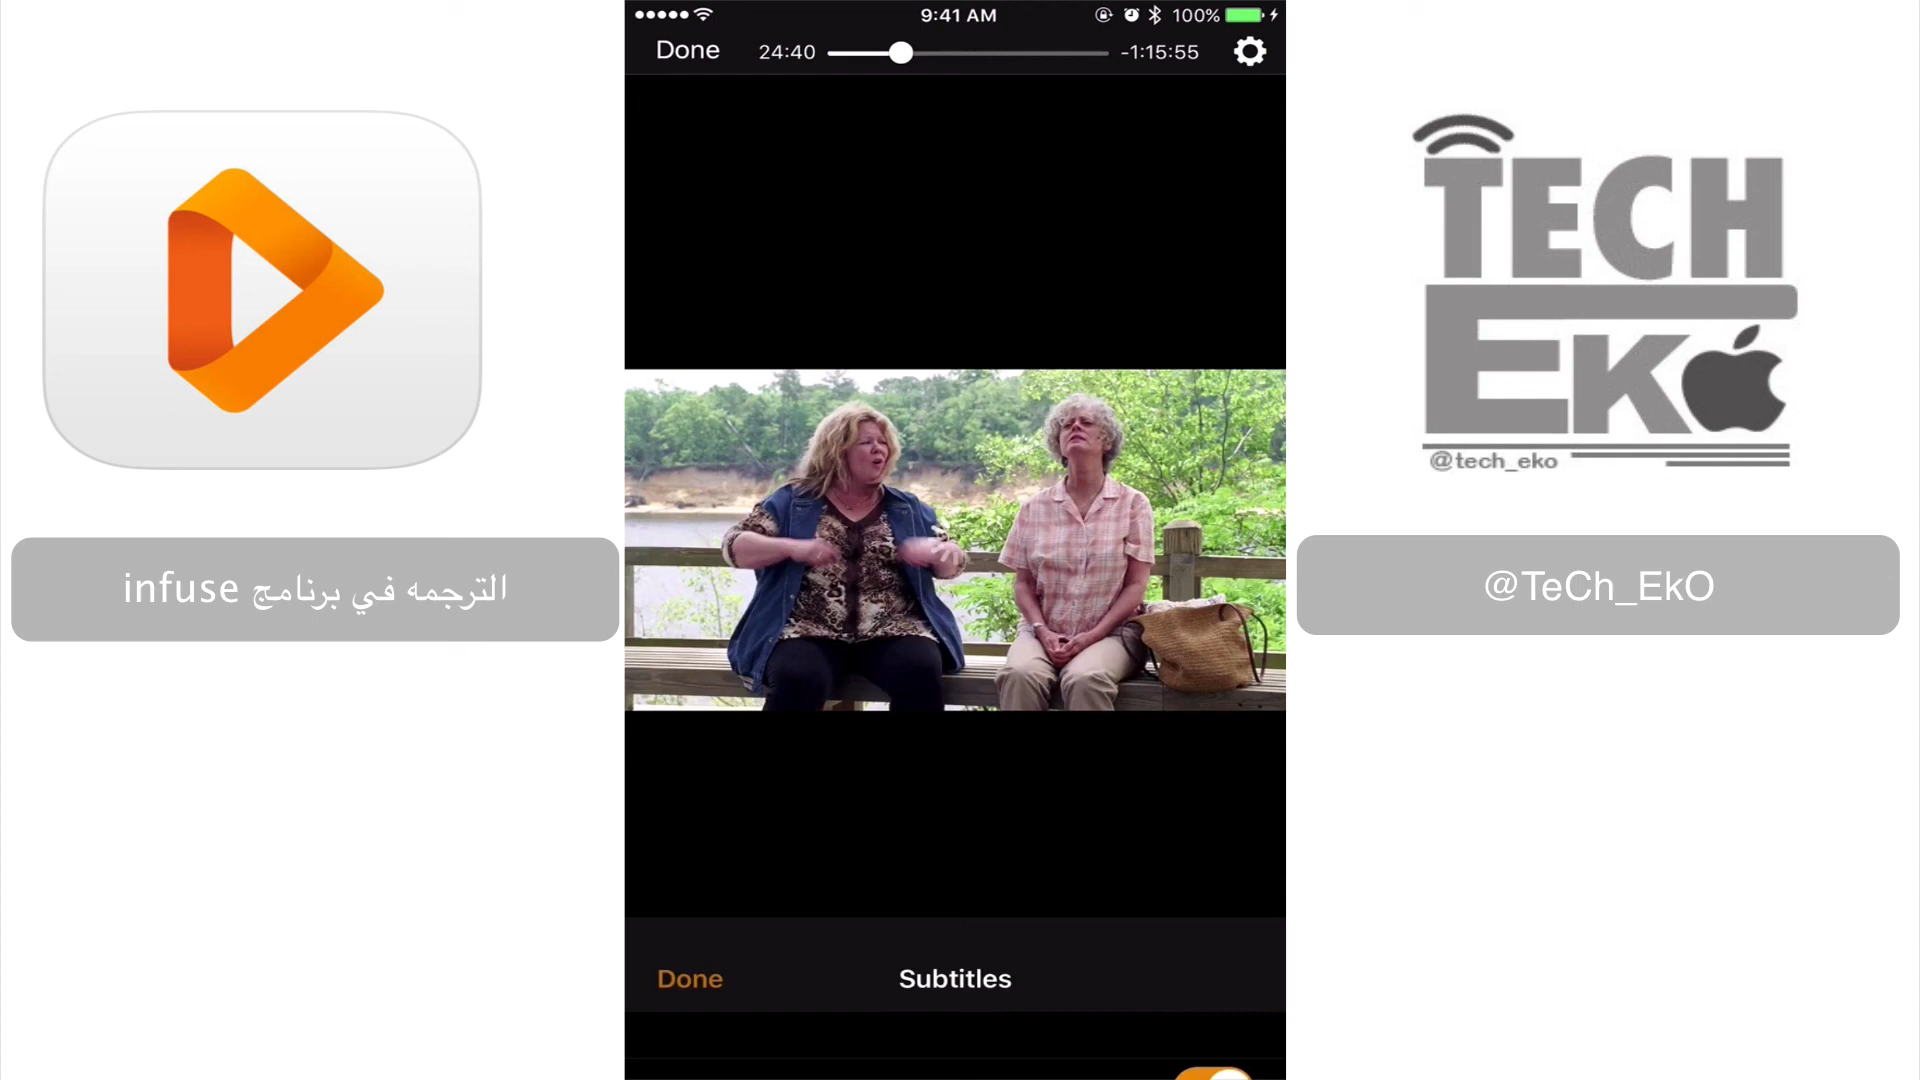 9:41 AM
100%
Done
24:40
-1:15:55
TECH
EKO
@tech_eko
الترجمه في برنامج infuse
@TeCh_EkO
Done
Subtitles